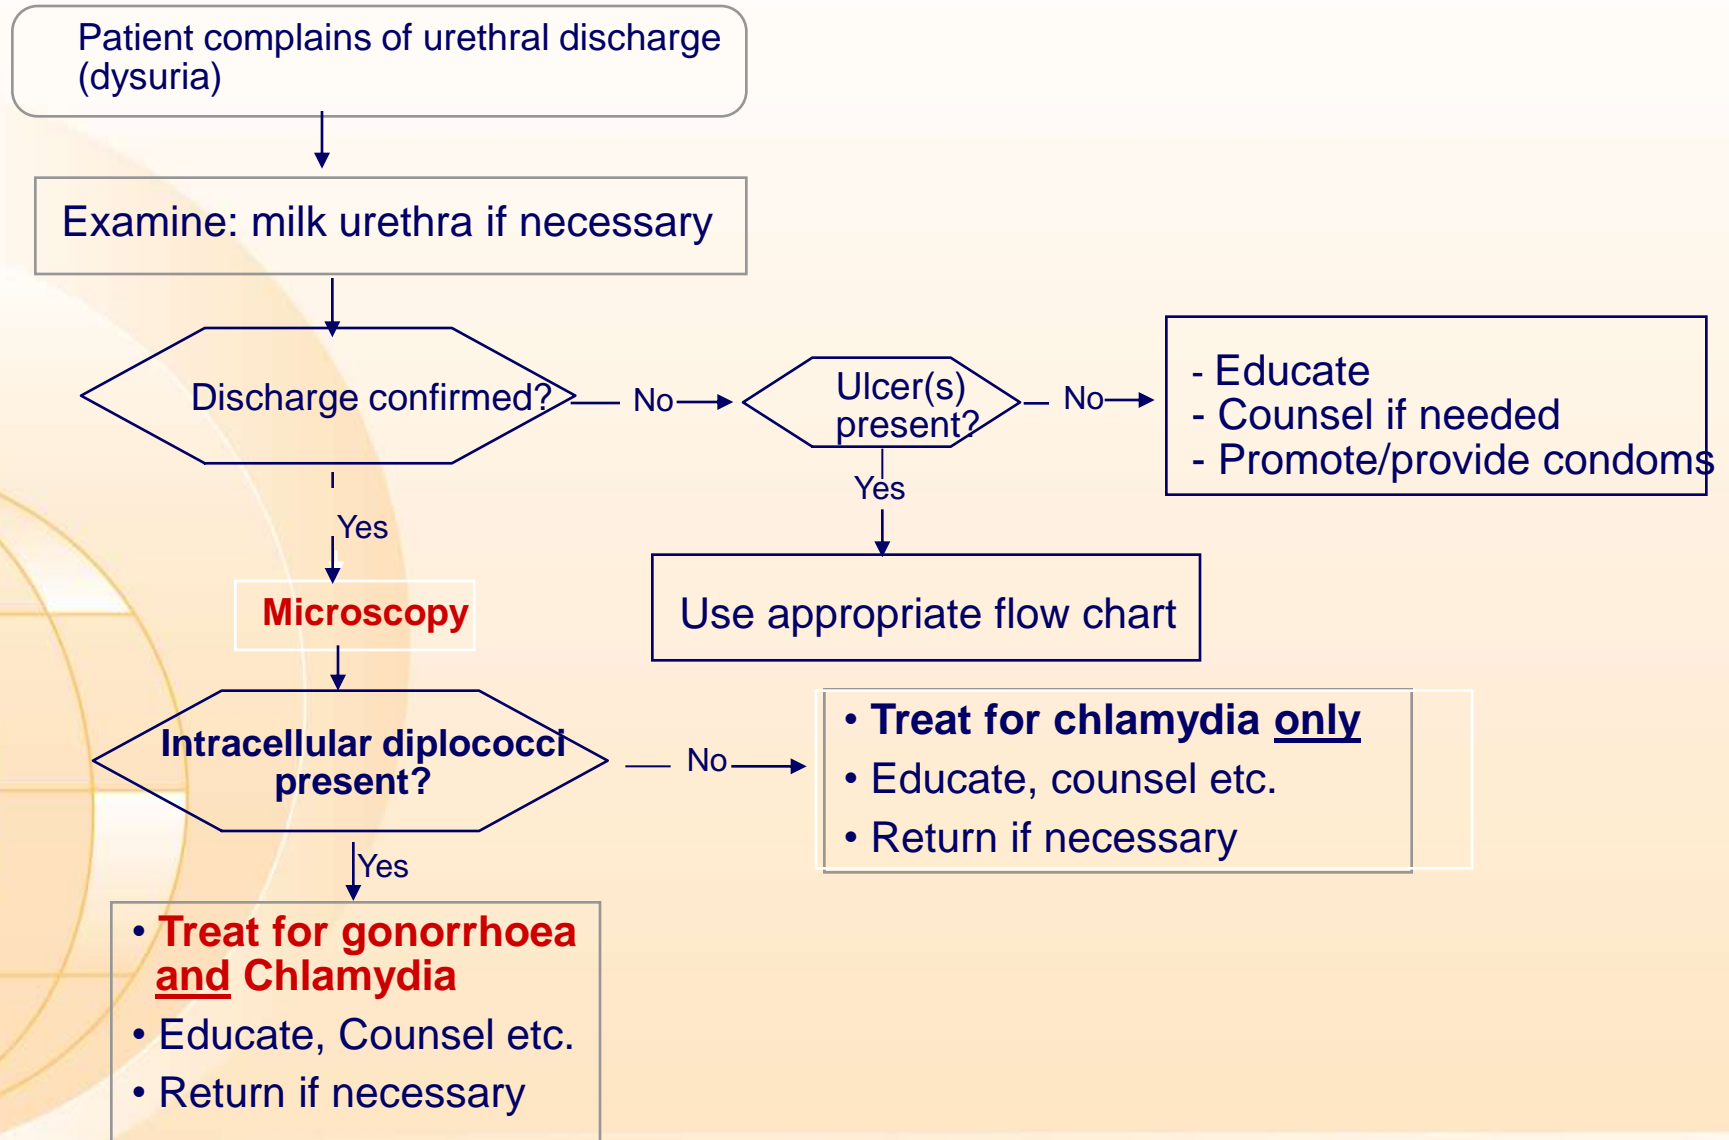 Patient complains of urethral discharge
(dysuria)
Examine: milk urethra if necessary
Discharge confirmed?
No
Ulcer(s)
present?
No
- Educate
- Counsel if needed
- Promote/provide condoms
Yes
Yes
Use appropriate flow chart
Microscopy
Intracellular diplococci
present?
No
• Treat for chlamydia only
• Educate, counsel etc.
• Return if necessary
Yes
• Treat for gonorrhoea
and Chlamydia
• Educate, Counsel etc.
• Return if necessary